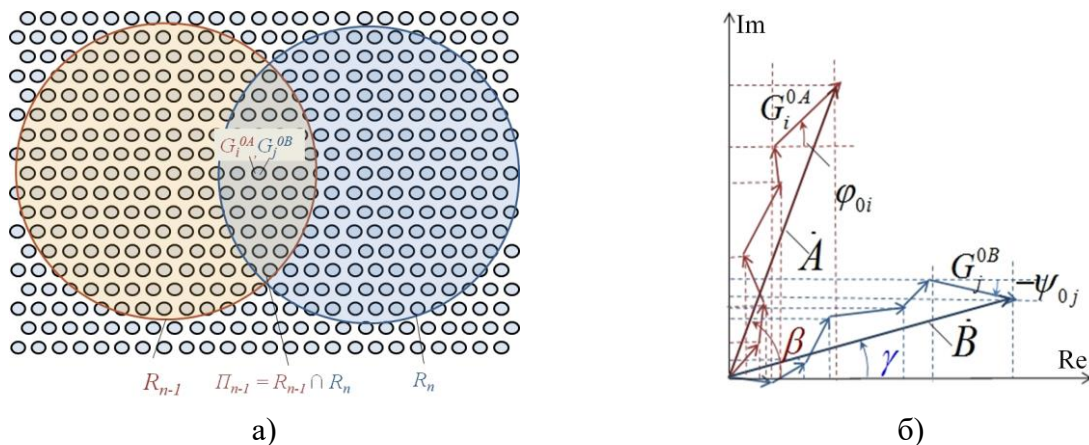 G_i^{0A}, G_j^{0B}
R_{n-1}
Π_{n-1} = R_{n-1} ∩ R_n
R_n
а)
Im
G_i^{0A}
φ_{0i}
Ȧ
G_j^{0B}
−ψ_{0j}
β
Ḃ
γ
Re
б)